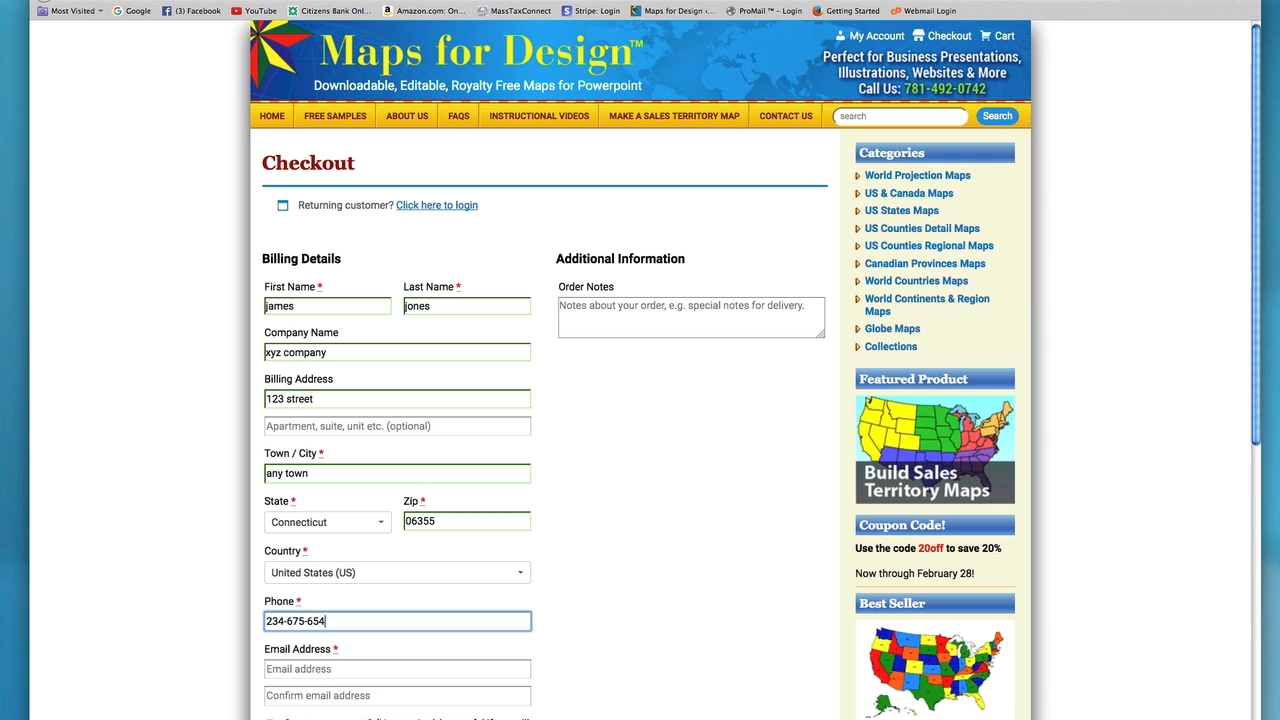 Most Visited Google (3) Facebook YouTube Citizens Bank Onl... Amazon.com: On... MassTaxConnect Stripe: Login Maps for Design ‹... ProMail ™ – Login Getting Started Webmail Login
Maps for Design™
Downloadable, Editable, Royalty Free Maps for Powerpoint
My Account Checkout Cart
Perfect for Business Presentations,
Illustrations, Websites & More
Call Us: 781-492-0742
HOME FREE SAMPLES ABOUT US FAQS INSTRUCTIONAL VIDEOS MAKE A SALES TERRITORY MAP CONTACT US search Search
Checkout
Returning customer? Click here to login
Billing Details
First Name * Last Name *
james jones
Company Name
xyz company
Billing Address
123 street
Apartment, suite, unit etc. (optional)
Town / City *
any town
State * Zip *
Connecticut 06355
Country *
United States (US)
Phone *
234-675-654
Email Address *
Email address
Confirm email address
Additional Information
Order Notes
Notes about your order, e.g. special notes for delivery.
Categories
World Projection Maps
US & Canada Maps
US States Maps
US Counties Detail Maps
US Counties Regional Maps
Canadian Provinces Maps
World Countries Maps
World Continents & Region
Maps
Globe Maps
Collections
Featured Product
Build Sales
Territory Maps
Coupon Code!
Use the code 20off to save 20%
Now through February 28!
Best Seller